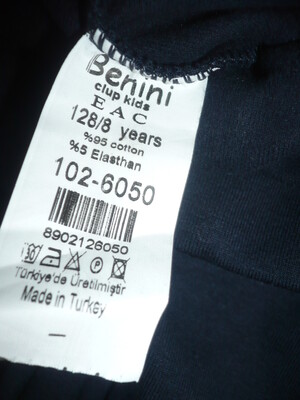 Benini
clup kids
EAC
128/8 years
%95 cotton
%5 Elasthan
102-6050
8902126050
30 P
Türkiye'de Üretilmiştir
Made in Turkey